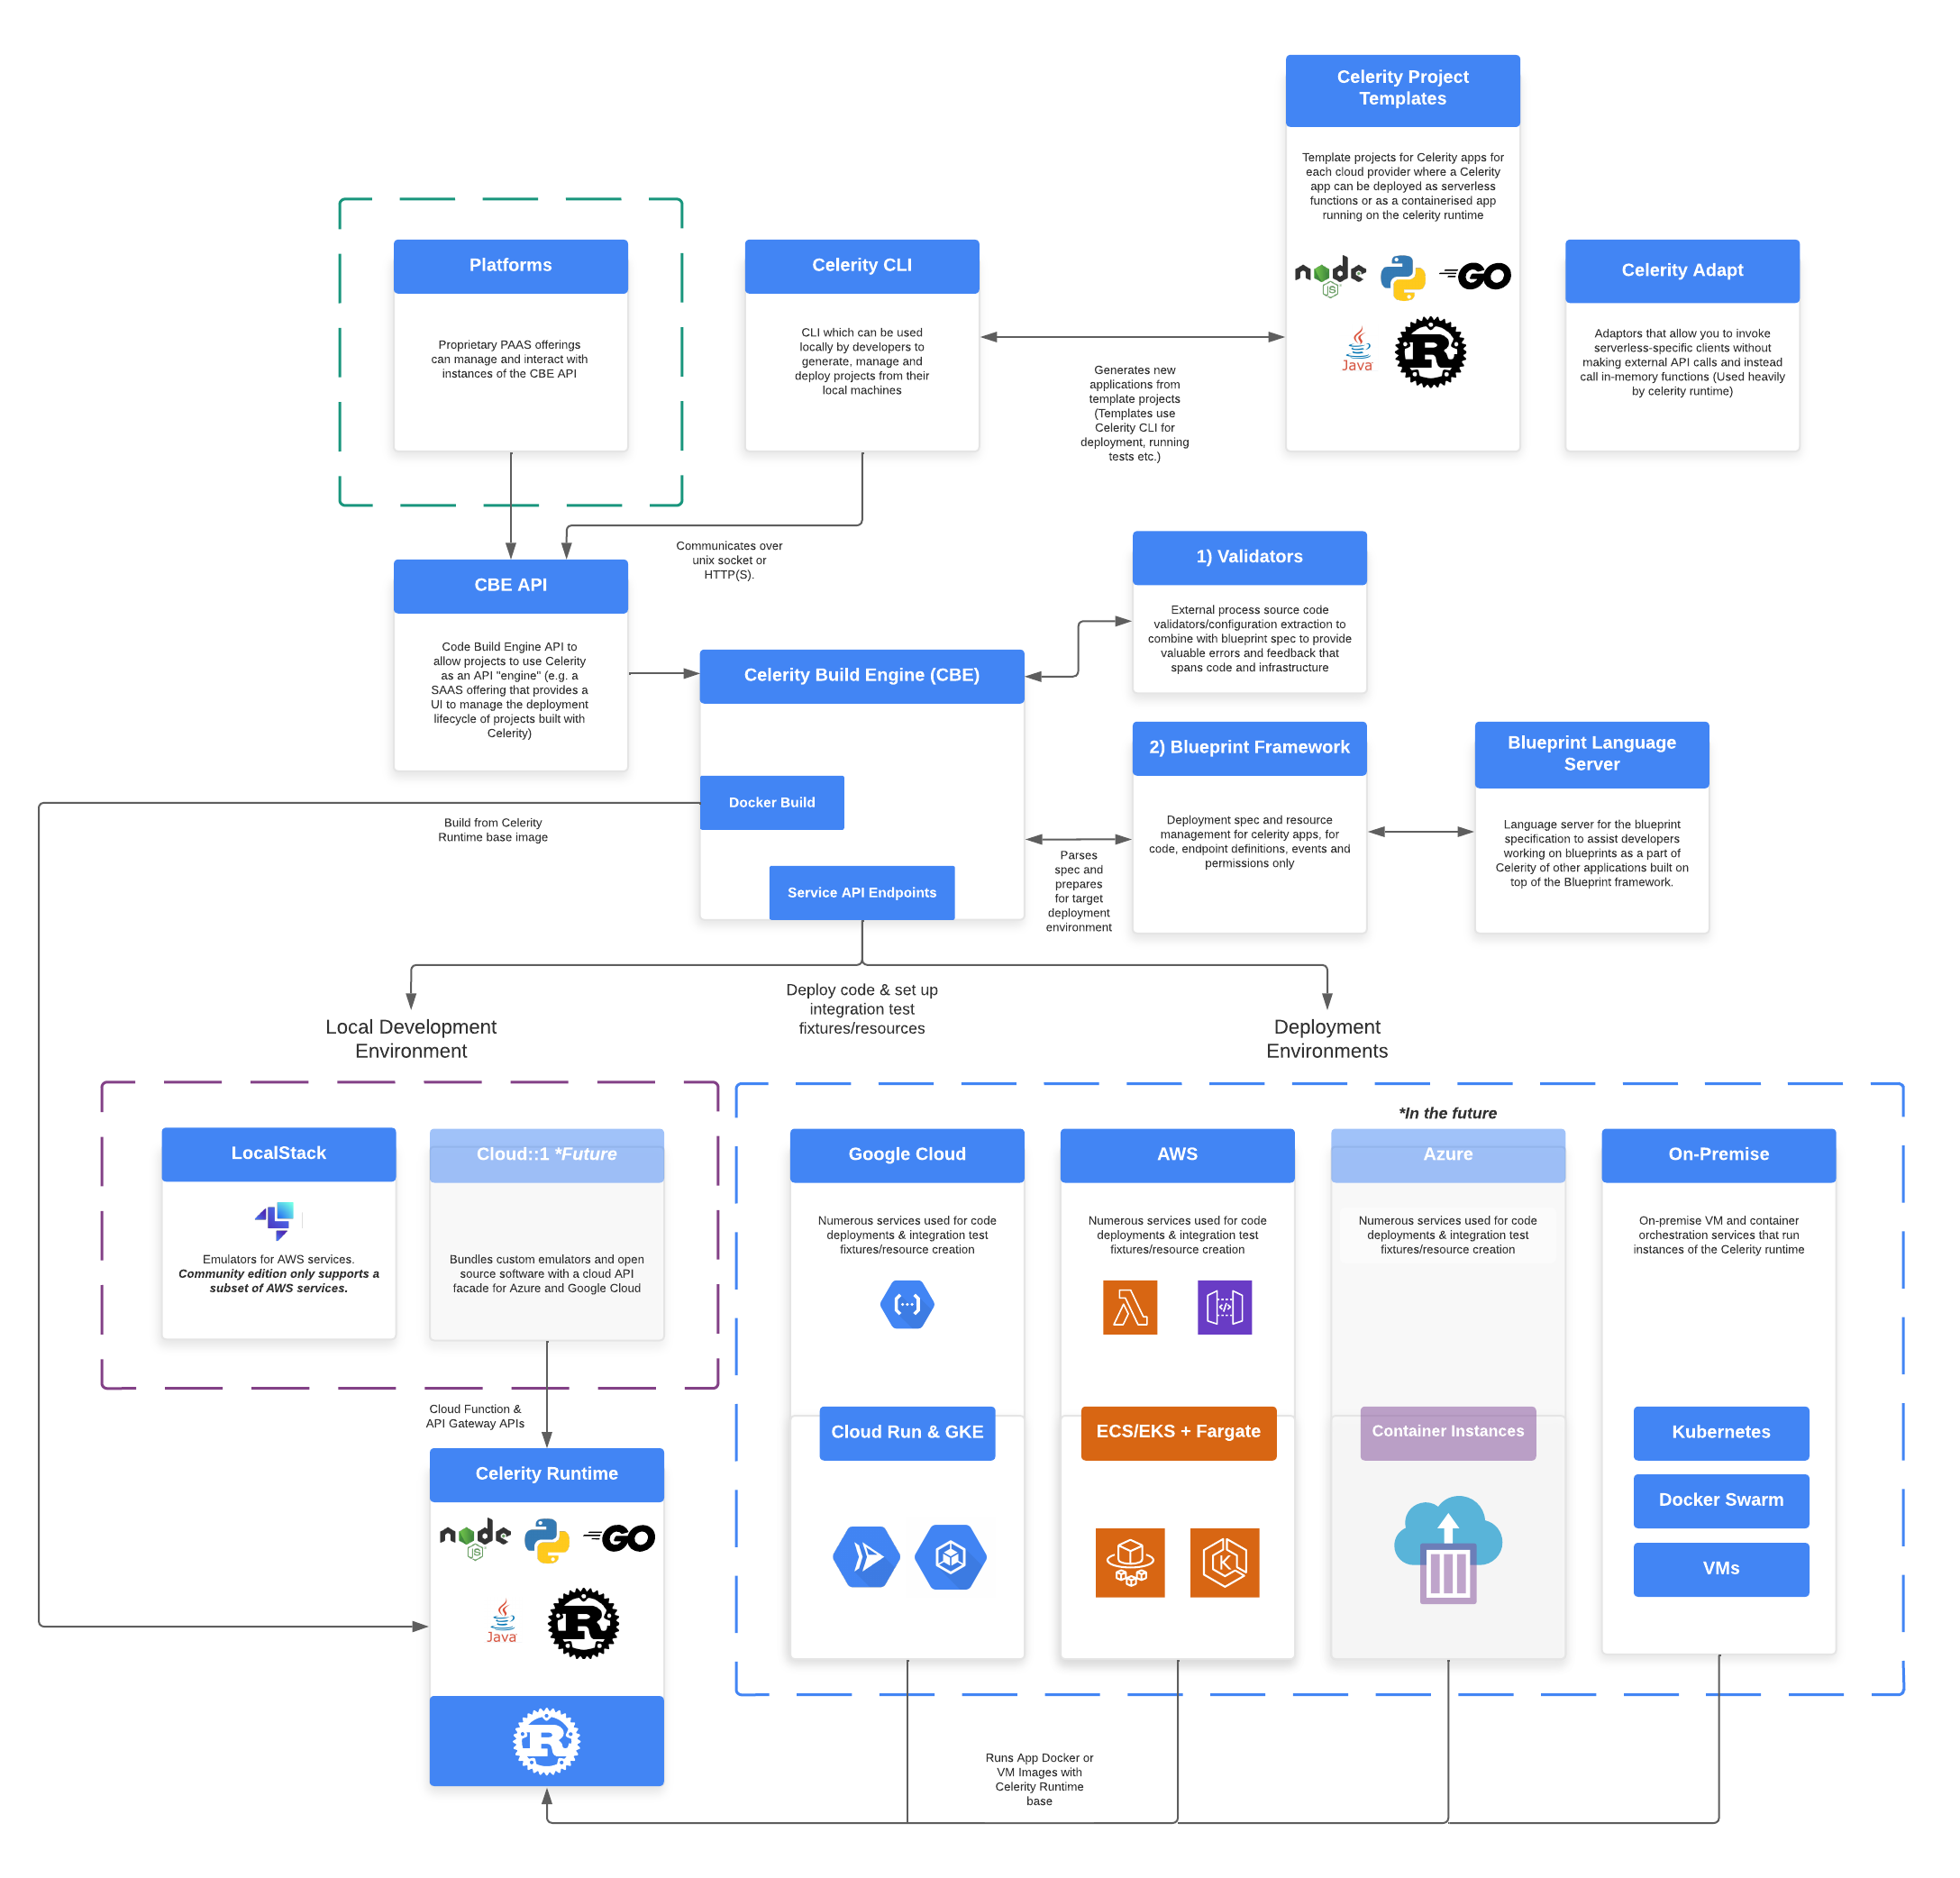 Celerity Project
Templates
Template projects for Celerity apps for
each cloud provider where a Celerity
app can be deployed as serverless
functions or as a containerised app
running on the celerity runtime
node
JS
GO
Java
R
Platforms
Proprietary PAAS offerings
can manage and interact with
instances of the CBE API
Celerity CLI
CLI which can be used
locally by developers to
generate, manage and
deploy projects from their
local machines
Generates new
applications from
template projects
(Templates use
Celerity CLI for
deployment, running
tests etc.)
Celerity Adapt
Adaptors that allow you to invoke
serverless-specific clients without
making external API calls and instead
call in-memory functions (Used heavily
by celerity runtime)
Communicates over
unix socket or
HTTP(S).
CBE API
Code Build Engine API to
allow projects to use Celerity
as an API "engine" (e.g. a
SAAS offering that provides a
UI to manage the deployment
lifecycle of projects built with
Celerity)
1) Validators
External process source code
validators/configuration extraction to
combine with blueprint spec to provide
valuable errors and feedback that
spans code and infrastructure
Celerity Build Engine (CBE)
Docker Build
Service API Endpoints
Build from Celerity
Runtime base image
2) Blueprint Framework
Deployment spec and resource
management for celerity apps, for
code, endpoint definitions, events and
permissions only
Blueprint Language
Server
Language server for the blueprint
specification to assist developers
working on blueprints as a part of
Celerity of other applications built on
top of the Blueprint framework.
Parses
spec and
prepares
for target
deployment
environment
Deploy code & set up
integration test
fixtures/resources
Local Development
Environment
Deployment
Environments
LocalStack
Emulators for AWS services.
Community edition only supports a
subset of AWS services.
Cloud::1 *Future
Bundles custom emulators and open
source software with a cloud API
facade for Azure and Google Cloud
*In the future
Google Cloud
Numerous services used for code
deployments & integration test
fixtures/resource creation
AWS
Numerous services used for code
deployments & integration test
fixtures/resource creation
Azure
Numerous services used for code
deployments & integration test
fixtures/resource creation
On-Premise
On-premise VM and container
orchestration services that run
instances of the Celerity runtime
Cloud Function &
API Gateway APIs
Cloud Run & GKE
ECS/EKS + Fargate
K
Container Instances
Kubernetes
Docker Swarm
VMs
Celerity Runtime
node
JS
GO
Java
R
R
Runs App Docker or
VM Images with
Celerity Runtime
base